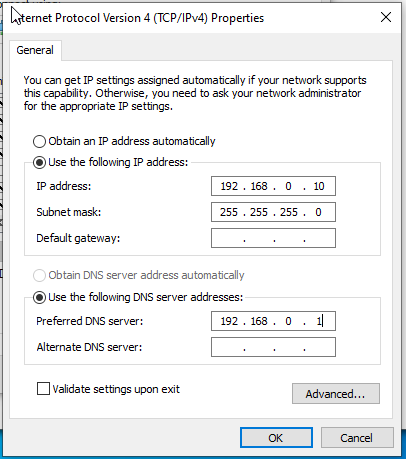 Internet Protocol Version 4 (TCP/IPv4) Properties
General
You can get IP settings assigned automatically if your network supports
this capability. Otherwise, you need to ask your network administrator
for the appropriate IP settings.
Obtain an IP address automatically
Use the following IP address:
IP address: 192 . 168 . 0 . 10
Subnet mask: 255 . 255 . 255 . 0
Default gateway: . . .
Obtain DNS server address automatically
Use the following DNS server addresses:
Preferred DNS server: 192 . 168 . 0 . 1
Alternate DNS server: . . .
Validate settings upon exit
Advanced...
OK Cancel